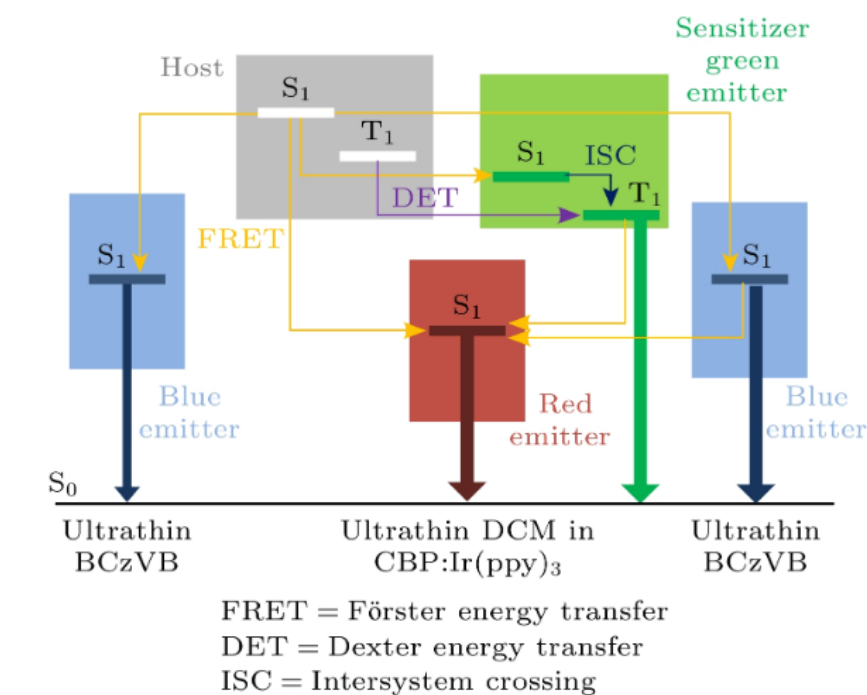 Sensitizer
green
emitter
Host
S₁
T₁
S₁
ISC
T₁
DET
FRET
S₁
S₁
S₁
Blue
emitter
Red
emitter
Blue
emitter
S₀
Ultrathin
BCzVB
Ultrathin DCM in
CBP:Ir(ppy)₃
Ultrathin
BCzVB
FRET = Förster energy transfer
DET = Dexter energy transfer
ISC = Intersystem crossing